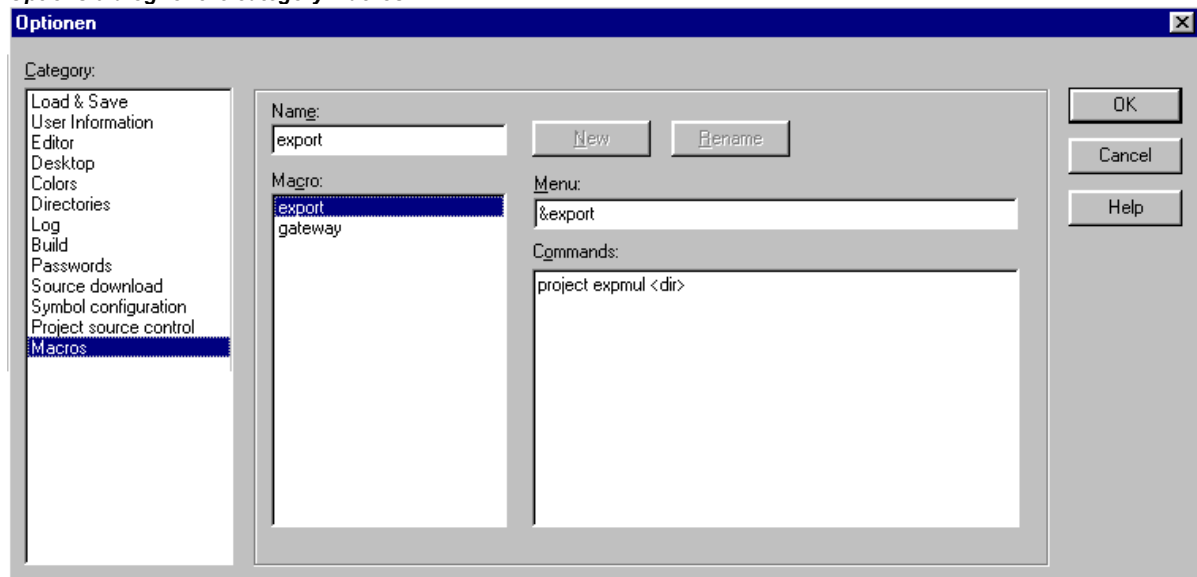 Optionen
Category:
Load & Save
User Information
Editor
Desktop
Colors
Directories
Log
Build
Passwords
Source download
Symbol configuration
Project source control
Macros
Name:
export
New
Rename
Macro:
export
gateway
Menu:
&export
Commands:
project expmul <dir>
OK
Cancel
Help